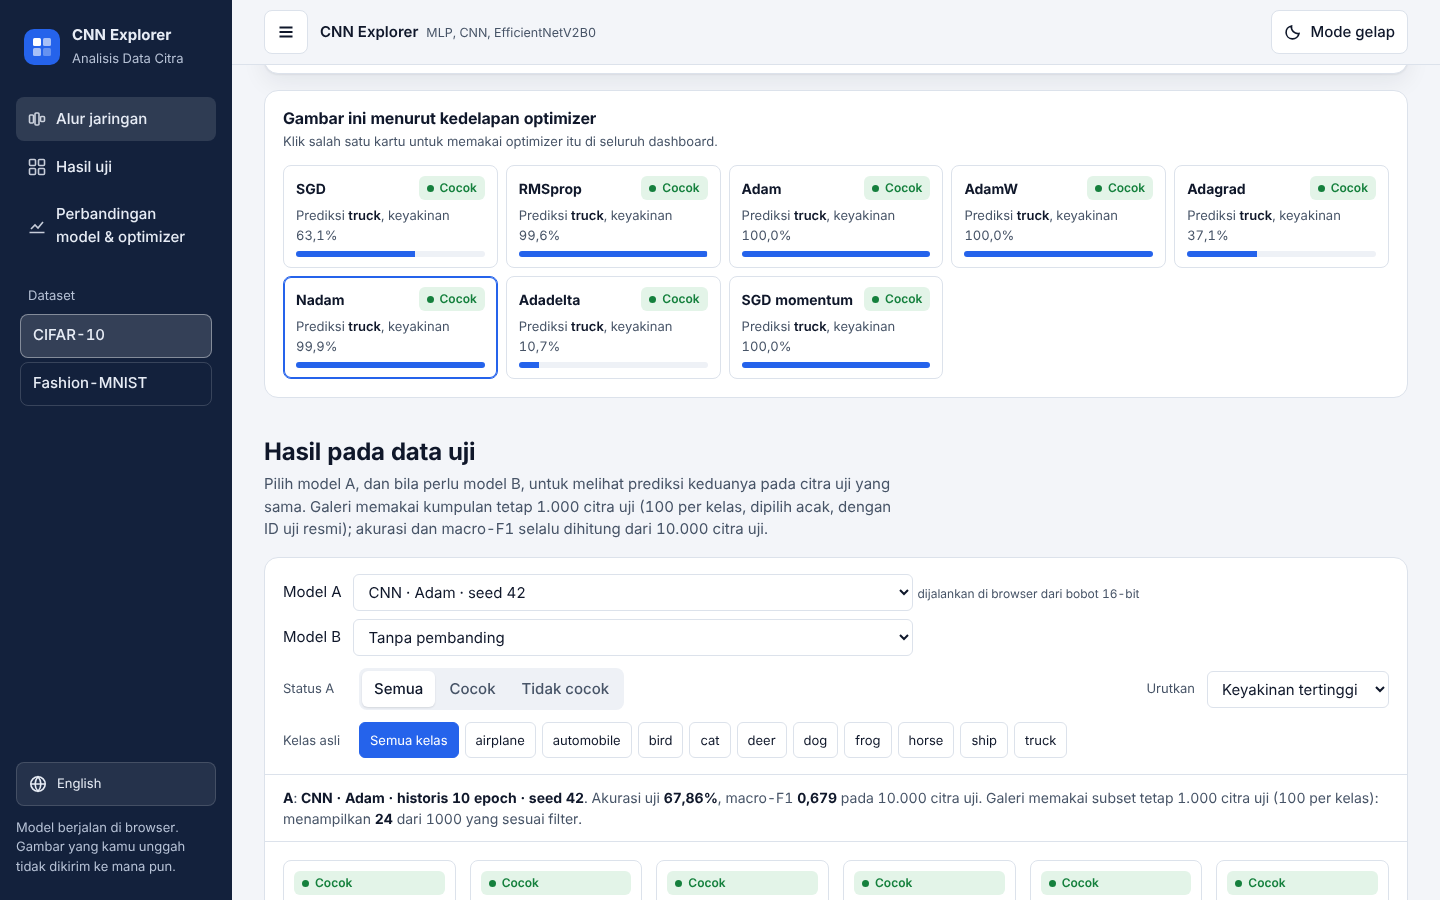 CNN Explorer
Analisis Data Citra
Alur jaringan
Hasil uji
Perbandingan
model & optimizer
Dataset
CIFAR-10
Fashion-MNIST
English
Model berjalan di browser.
Gambar yang kamu unggah
tidak dikirim ke mana pun.
CNN Explorer MLP, CNN, EfficientNetV2B0
Mode gelap
Gambar ini menurut kedelapan optimizer
Klik salah satu kartu untuk memakai optimizer itu di seluruh dashboard.
SGD Cocok
Prediksi truck, keyakinan
63,1%
RMSprop Cocok
Prediksi truck, keyakinan
99,6%
Adam Cocok
Prediksi truck, keyakinan
100,0%
AdamW Cocok
Prediksi truck, keyakinan
100,0%
Adagrad Cocok
Prediksi truck, keyakinan
37,1%
Nadam Cocok
Prediksi truck, keyakinan
99,9%
Adadelta Cocok
Prediksi truck, keyakinan
10,7%
SGD momentum Cocok
Prediksi truck, keyakinan
100,0%
Hasil pada data uji
Pilih model A, dan bila perlu model B, untuk melihat prediksi keduanya pada citra uji yang
sama. Galeri memakai kumpulan tetap 1.000 citra uji (100 per kelas, dipilih acak, dengan
ID uji resmi); akurasi dan macro-F1 selalu dihitung dari 10.000 citra uji.
Model A CNN · Adam · seed 42 dijalankan di browser dari bobot 16-bit
Model B Tanpa pembanding
Status A Semua Cocok Tidak cocok Urutkan Keyakinan tertinggi
Kelas asli Semua kelas airplane automobile bird cat deer dog frog horse ship truck
A: CNN · Adam · historis 10 epoch · seed 42. Akurasi uji 67,86%, macro-F1 0,679 pada 10.000 citra uji. Galeri memakai subset tetap 1.000 citra uji (100 per kelas):
menampilkan 24 dari 1000 yang sesuai filter.
Cocok Cocok Cocok Cocok Cocok Cocok